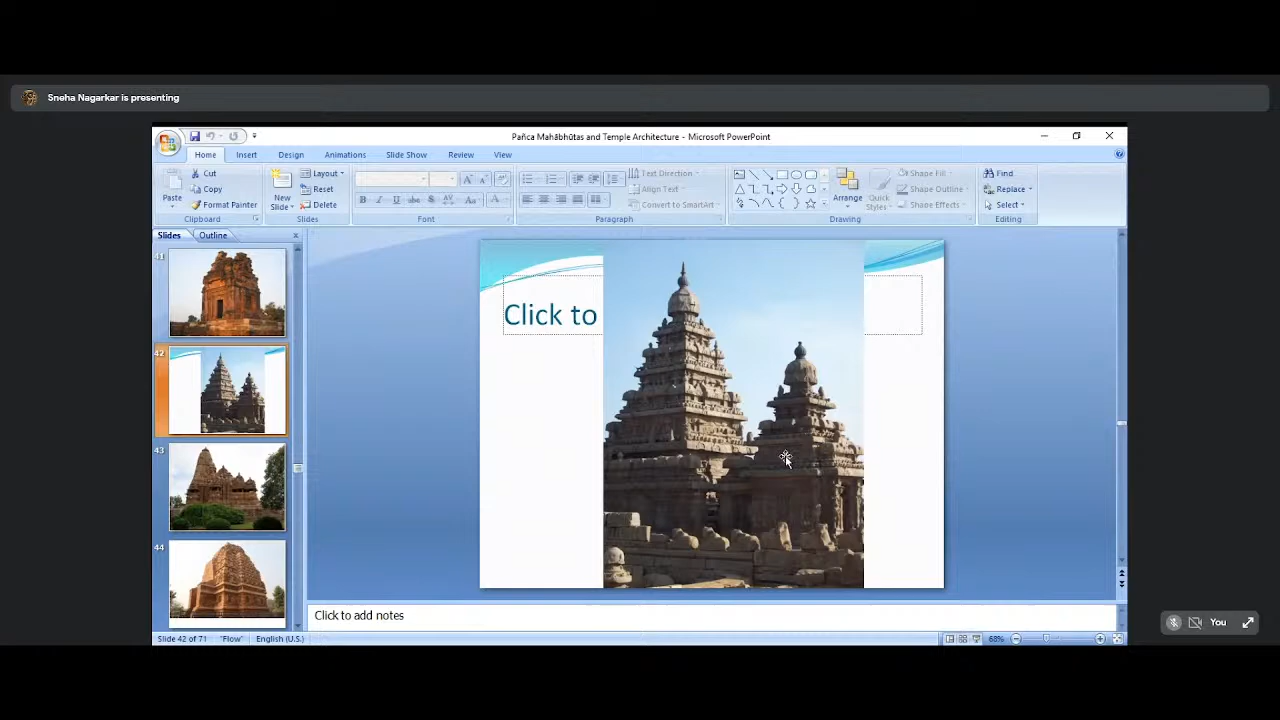 Sneha Nagarkar is presenting
Pañca Mahābhūtas and Temple Architecture - Microsoft PowerPoint
Home Insert Design Animations Slide Show Review View
Paste
Cut
Copy
Format Painter
Clipboard
New Slide
Layout
Reset
Delete
Slides
B I U abc S AV Aa A
Font
Text Direction
Align Text
Convert to SmartArt
Paragraph
Arrange
Quick Styles
Shape Fill
Shape Outline
Shape Effects
Drawing
Find
Replace
Select
Editing
Slides Outline
41
42
43
44
Click to
Click to add notes
Slide 42 of 71 "Flow" English (U.S.) 68%
You